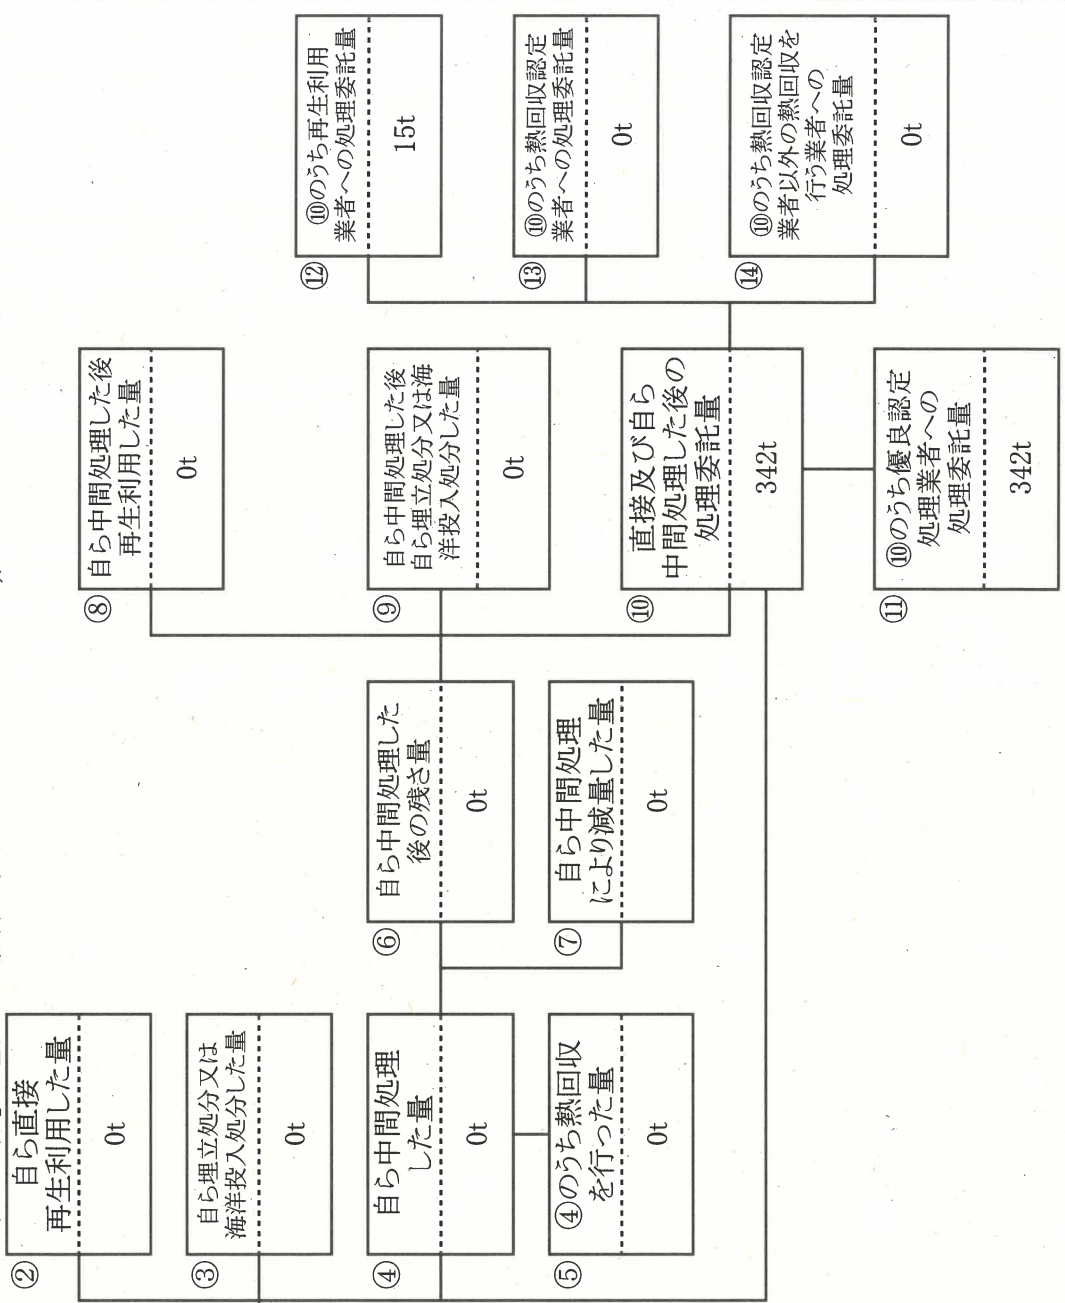 ②
自ら直接
再生利用した量
0t
③
自ら埋立処分又は
海洋投入処分した量
0t
④
自ら中間処理
した量
0t
⑤
④のうち熱回収
を行った量
0t
⑥
自ら中間処理した
後の残さ量
0t
⑦
自ら中間処理
により減量した量
0t
⑧
自ら中間処理した後
再生利用した量
0t
⑨
自ら中間処理した後
自ら埋立処分又は海
洋投入処分した量
0t
⑩
直接及び自ら
中間処理した後の
処理委託量
342t
⑪
⑩のうち優良認定
処理業者への
処理委託量
342t
⑫
⑩のうち再生利用
業者への処理委託量
15t
⑬
⑩のうち熱回収認定
業者への処理委託量
0t
⑭
⑩のうち熱回収認定
業者以外の熱回収を
行う業者への
処理委託量
0t